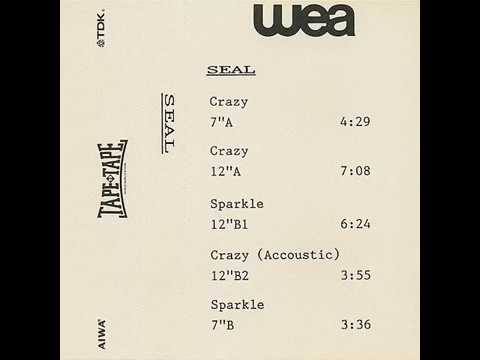 TDK.
SEAL
TAPE TO TAPE
AIWA
wea
SEAL
Crazy
7"A 4:29
Crazy
12"A 7:08
Sparkle
12"B1 6:24
Crazy (Accoustic)
12"B2 3:55
Sparkle
7"B 3:36